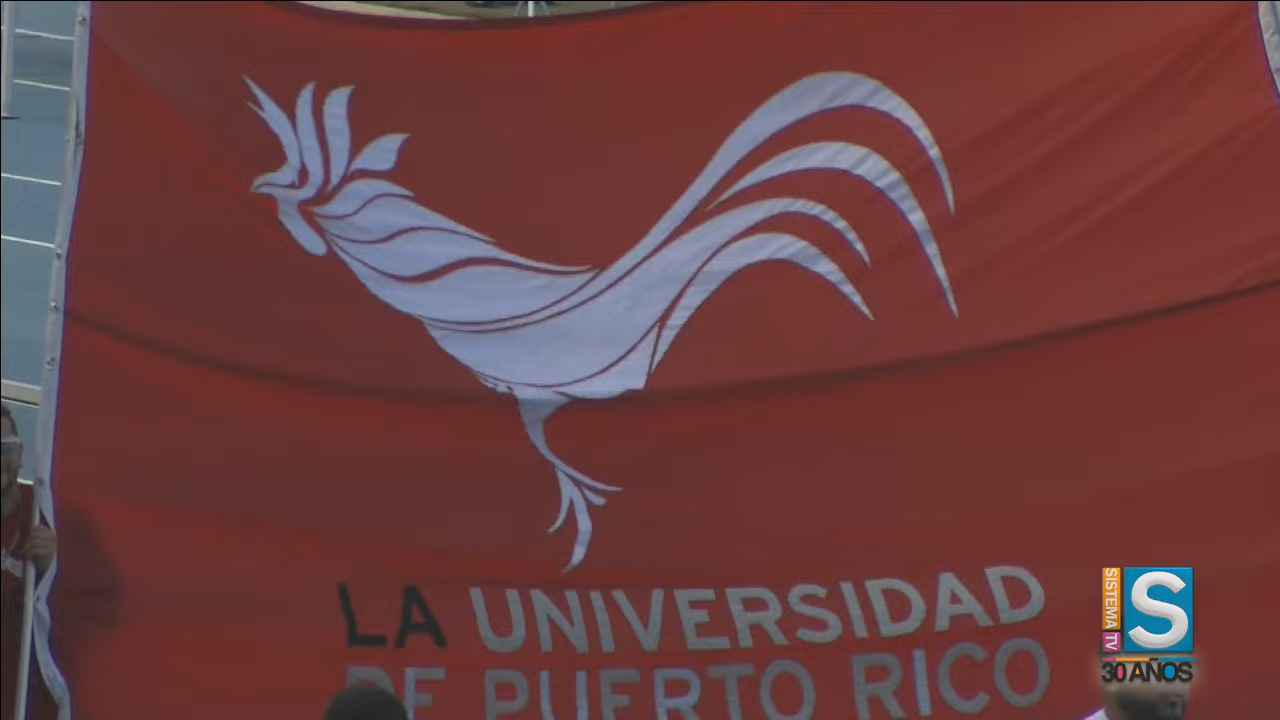 LA UNIVERSIDAD
DE PUERTO RICO
SISTEMA
TV
S
30 AÑOS